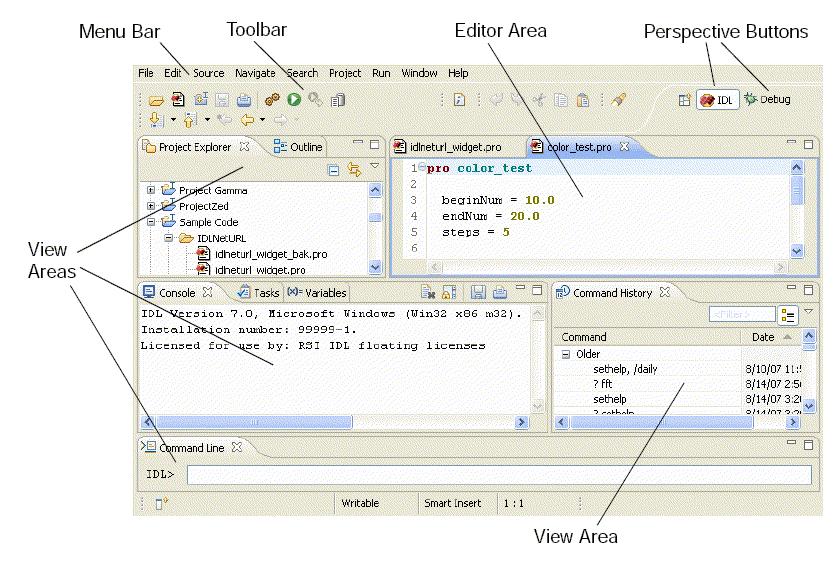 Menu Bar
Toolbar
Editor Area
Perspective Buttons
File Edit Source Navigate Search Project Run Window Help
IDL Debug
Project Explorer Outline
idlneturl_widget.pro color_test.pro
Project Gamma
ProjectZed
Sample Code
IDLNetURL
idlneturl_widget_bak.pro
idlneturl_widget.pro
1 pro color_test
2
3 beginNum = 10.0
4 endNum = 20.0
5 steps = 5
6
View
Areas
Console Tasks (x)= Variables
IDL Version 7.0, Microsoft Windows (Win32 x86 m32).
Installation number: 99999-1.
Licensed for use by: RSI IDL floating licenses
Command History
<Filter>
Command Date
Older
sethelp, /daily 8/10/07 11:5
? fft 8/14/07 2:56
sethelp 8/14/07 3:20
? sethelp 8/14/07 3:20
Command Line
IDL>
Writable Smart Insert 1 : 1
View Area